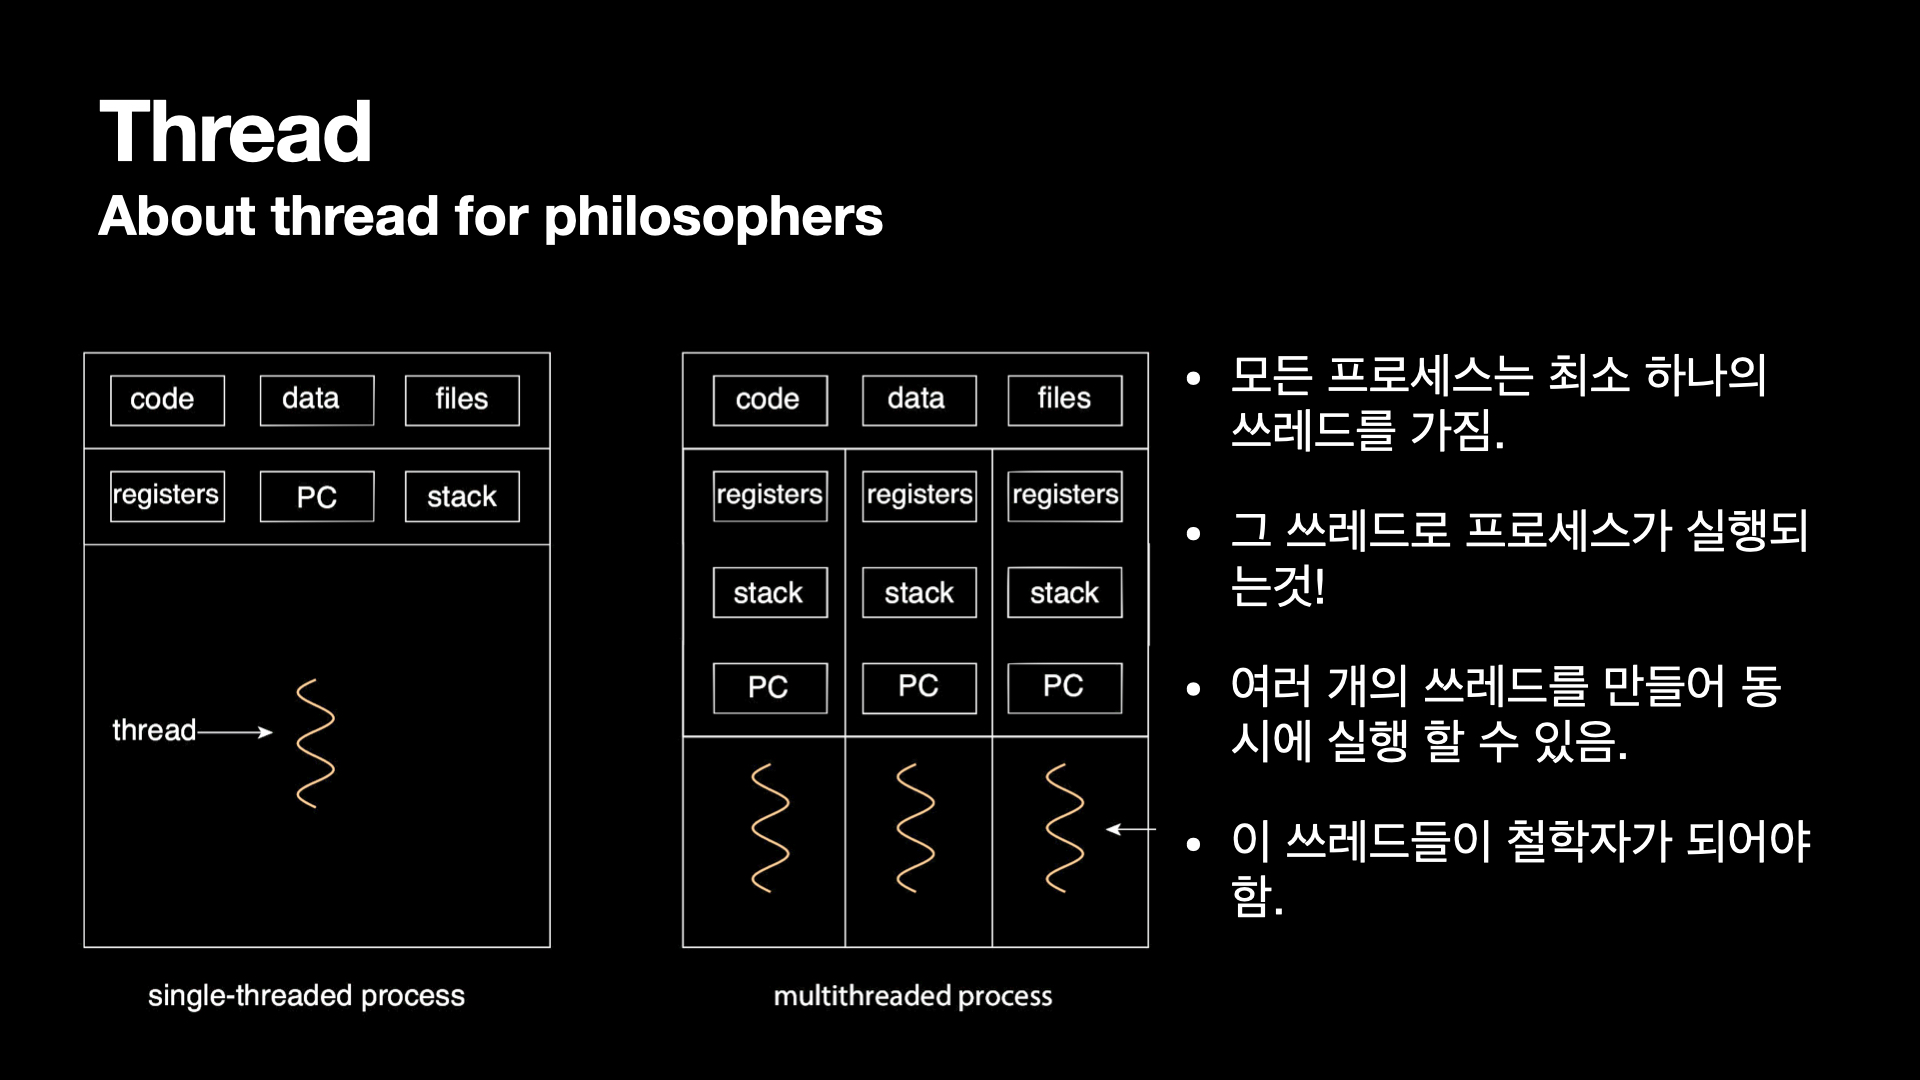 Thread
About thread for philosophers
code data files
registers PC stack
thread
single-threaded process
code data files
registers registers registers
stack stack stack
PC PC PC
multithreaded process
• 모든 프로세스는 최소 하나의
쓰레드를 가짐.
• 그 쓰레드로 프로세스가 실행되
는것!
• 여러 개의 쓰레드를 만들어 동
시에 실행 할 수 있음.
• 이 쓰레드들이 철학자가 되어야
함.